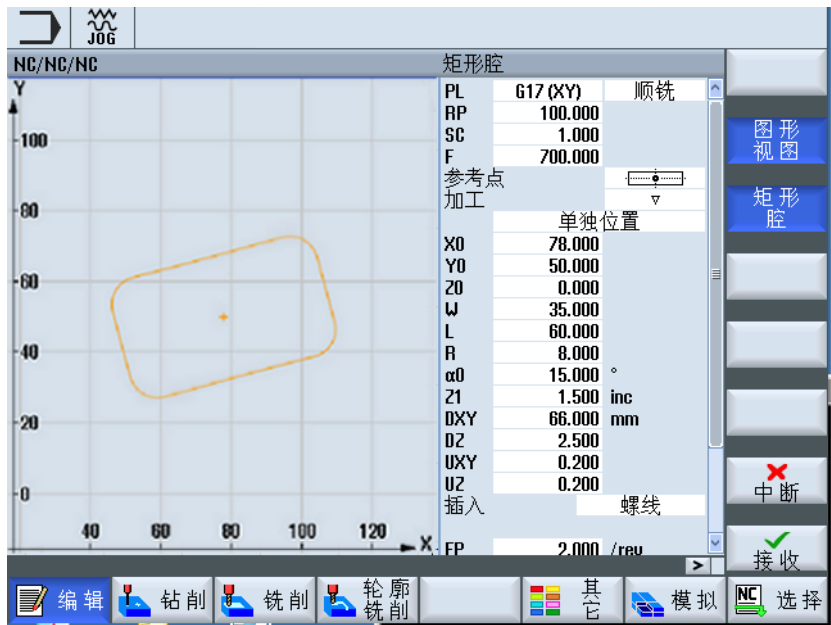 JOG
NC/NC/NC
矩形腔
Y
100
80
60
40
20
0
40 60 80 100 120 X
PL G17 (XY) 顺铣
RP 100.000
SC 1.000
F 700.000
参考点
加工 ▽
单独位置
X0 78.000
Y0 50.000
Z0 0.000
W 35.000
L 60.000
R 8.000
α0 15.000 °
Z1 1.500 inc
DXY 66.000 mm
DZ 2.500
UXY 0.200
UZ 0.200
插入 螺线
EP 2.000 /rev
图形
视图
矩形
腔
中断
接收
编辑
钻削
铣削
轮廓
铣削
其
它
模拟
NC 选择